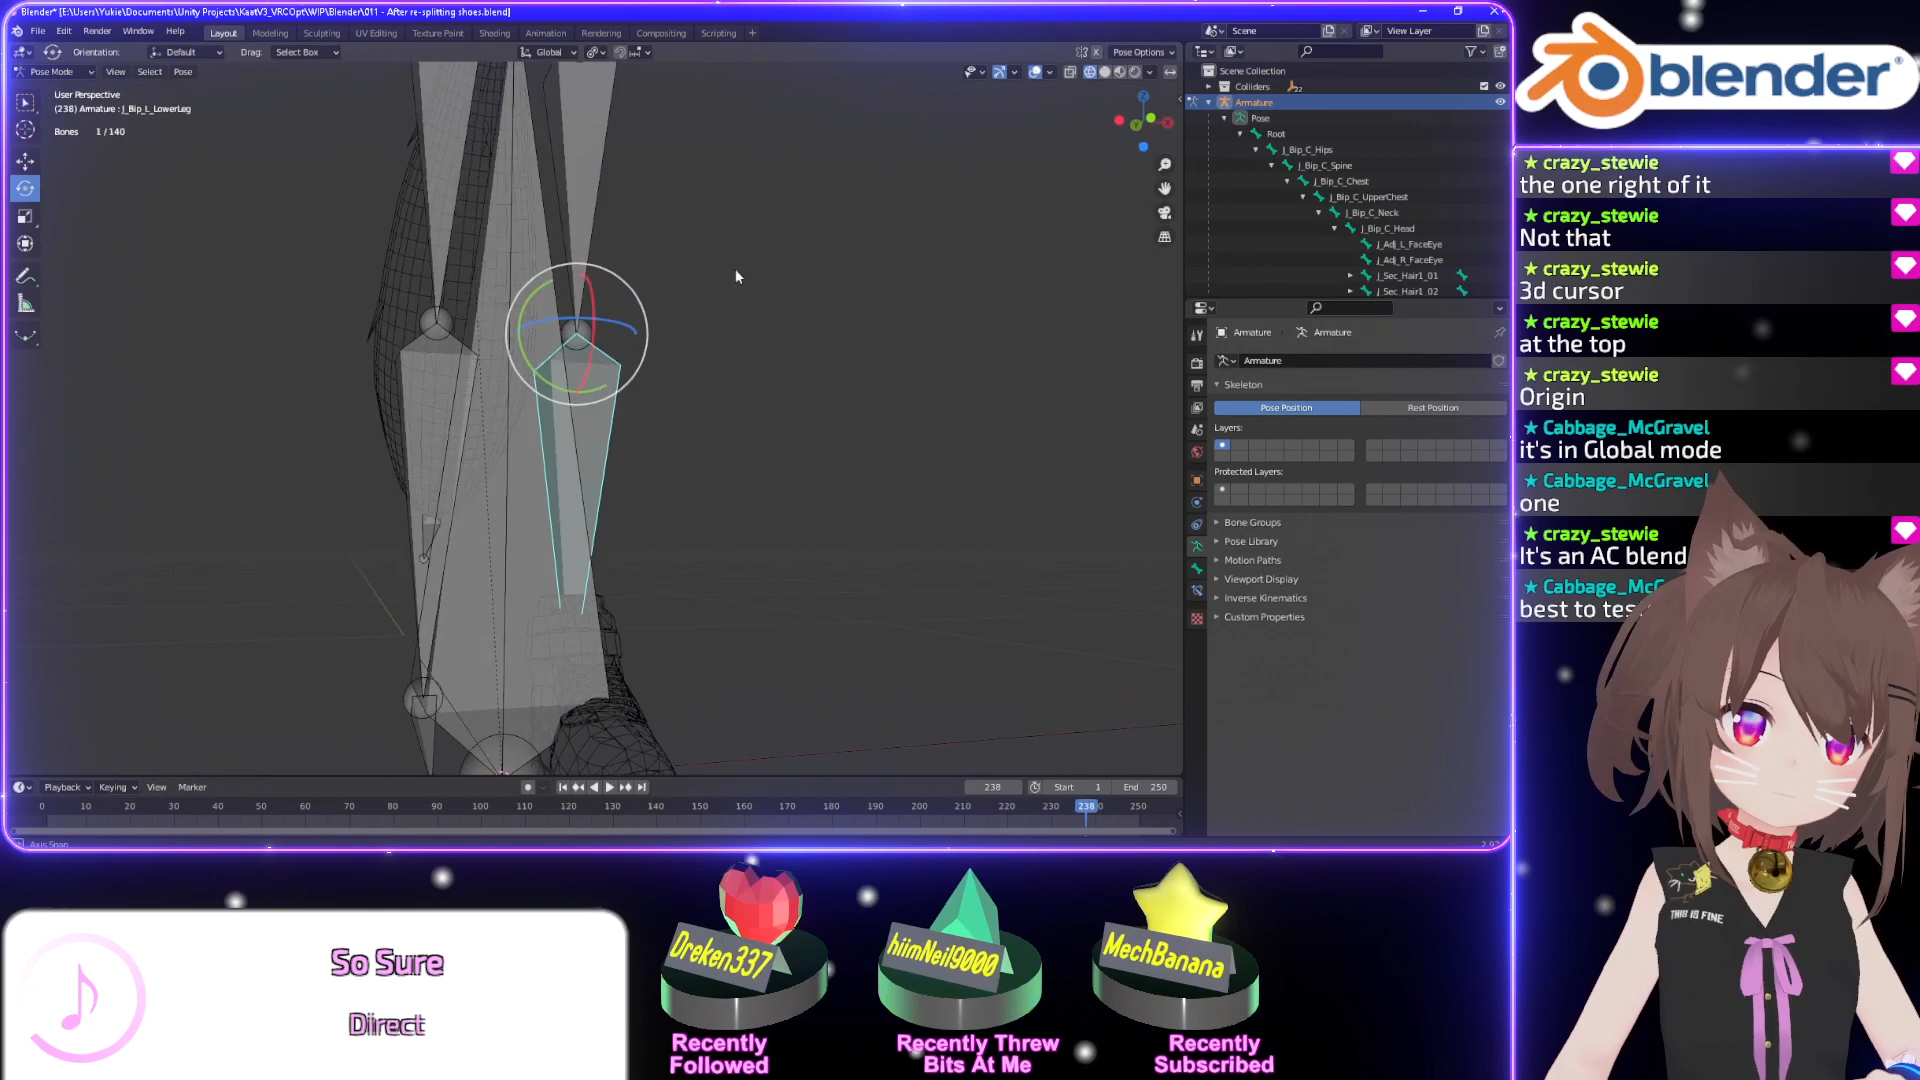 Blender* [E:\Users\Yukie\Documents\Unity Projects\KaatV3_VRCOpt\WIP\Blender\011 - After re-splitting shoes.blend]
File Edit Render Window Help
Layout Modeling Sculpting UV Editing Texture Paint Shading Animation Rendering Compositing Scripting +
Scene View Layer
Orientation: Default Drag: Select Box Global Pose Options
Pose Mode View Select Pose
User Perspective
(238) Armature : J_Bip_L_LowerLeg
Bones 1 / 140
Z
Y
X
Scene Collection
Colliders 22
Armature
Pose
Root
J_Bip_C_Hips
J_Bip_C_Spine
J_Bip_C_Chest
J_Bip_C_UpperChest
J_Bip_C_Neck
J_Bip_C_Head
J_Adj_L_FaceEye
J_Adj_R_FaceEye
J_Sec_Hair1_01
J_Sec_Hair1_02
Armature Armature
Armature
Skeleton
Pose Position Rest Position
Layers:
Protected Layers:
Bone Groups
Pose Library
Motion Paths
Viewport Display
Inverse Kinematics
Custom Properties
Playback Keying View Marker 238 Start 1 End 250
0 10 20 30 40 50 60 70 80 90 100 110 120 130 140 150 160 170 180 190 200 210 220 230 238 250
Axis Snap
blender®
crazy_stewie
the one right of it
crazy_stewie
Not that
crazy_stewie
3d cursor
crazy_stewie
at the top
crazy_stewie
Origin
Cabbage_McGravel
it's in Global mode
Cabbage_McGravel
one
crazy_stewie
It's an AC blend
best to
THIS IS FINE
So Sure
Direct
Dreken337
Recently
Followed
hiimNeil9000
Recently Threw
Bits At Me
MechBanana
Recently
Subscribed